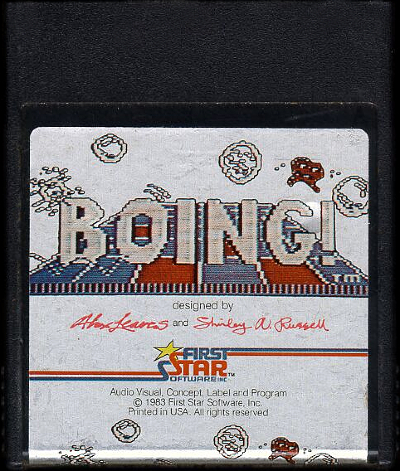 BOING!
designed by
Alex Leavens and Shirley A. Russell
FIRST
STAR™
SOFTWARE INC
Audio Visual, Concept, Label and Program
© 1983 First Star Software, Inc.
Printed in USA. All rights reserved